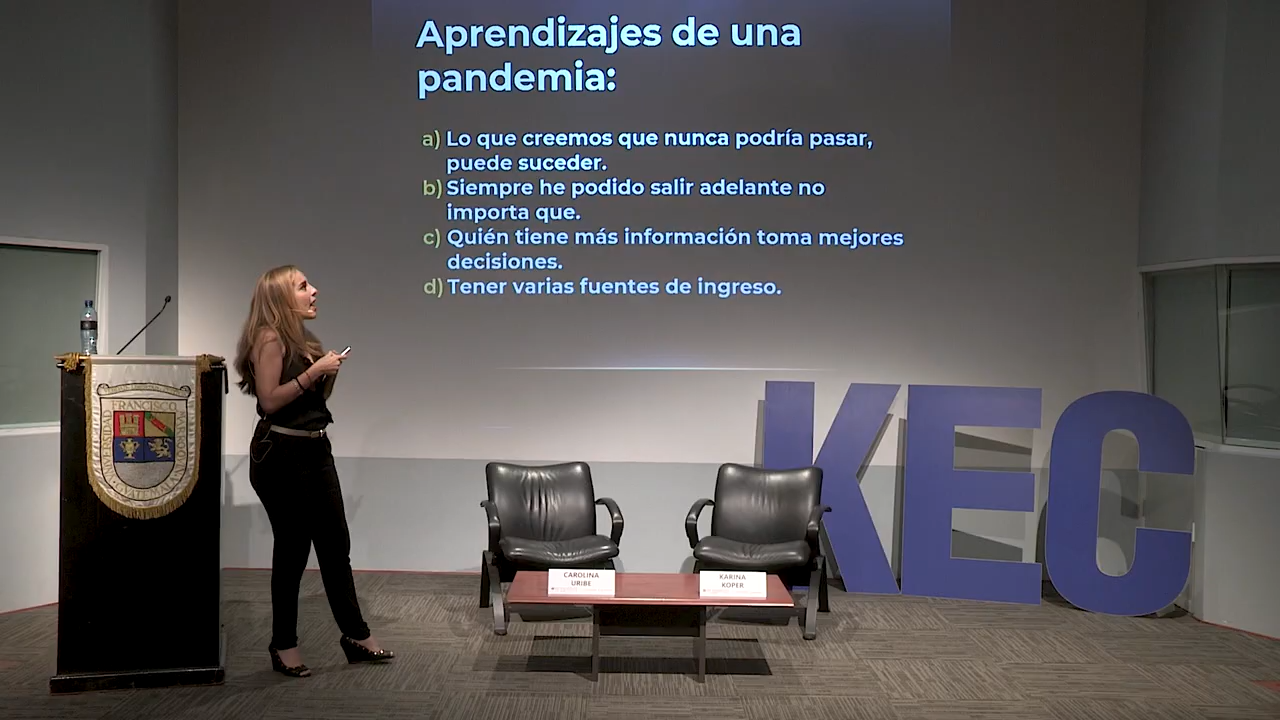 Aprendizajes de una
pandemia:
a) Lo que creemos que nunca podría pasar,
puede suceder.
b) Siempre he podido salir adelante no
importa que.
c) Quién tiene más información toma mejores
decisiones.
d) Tener varias fuentes de ingreso.
KEC
CAROLINA
URIBE
KARINA
KOPER
UNIVERSIDAD
FRANCISCO
GUATEMALA